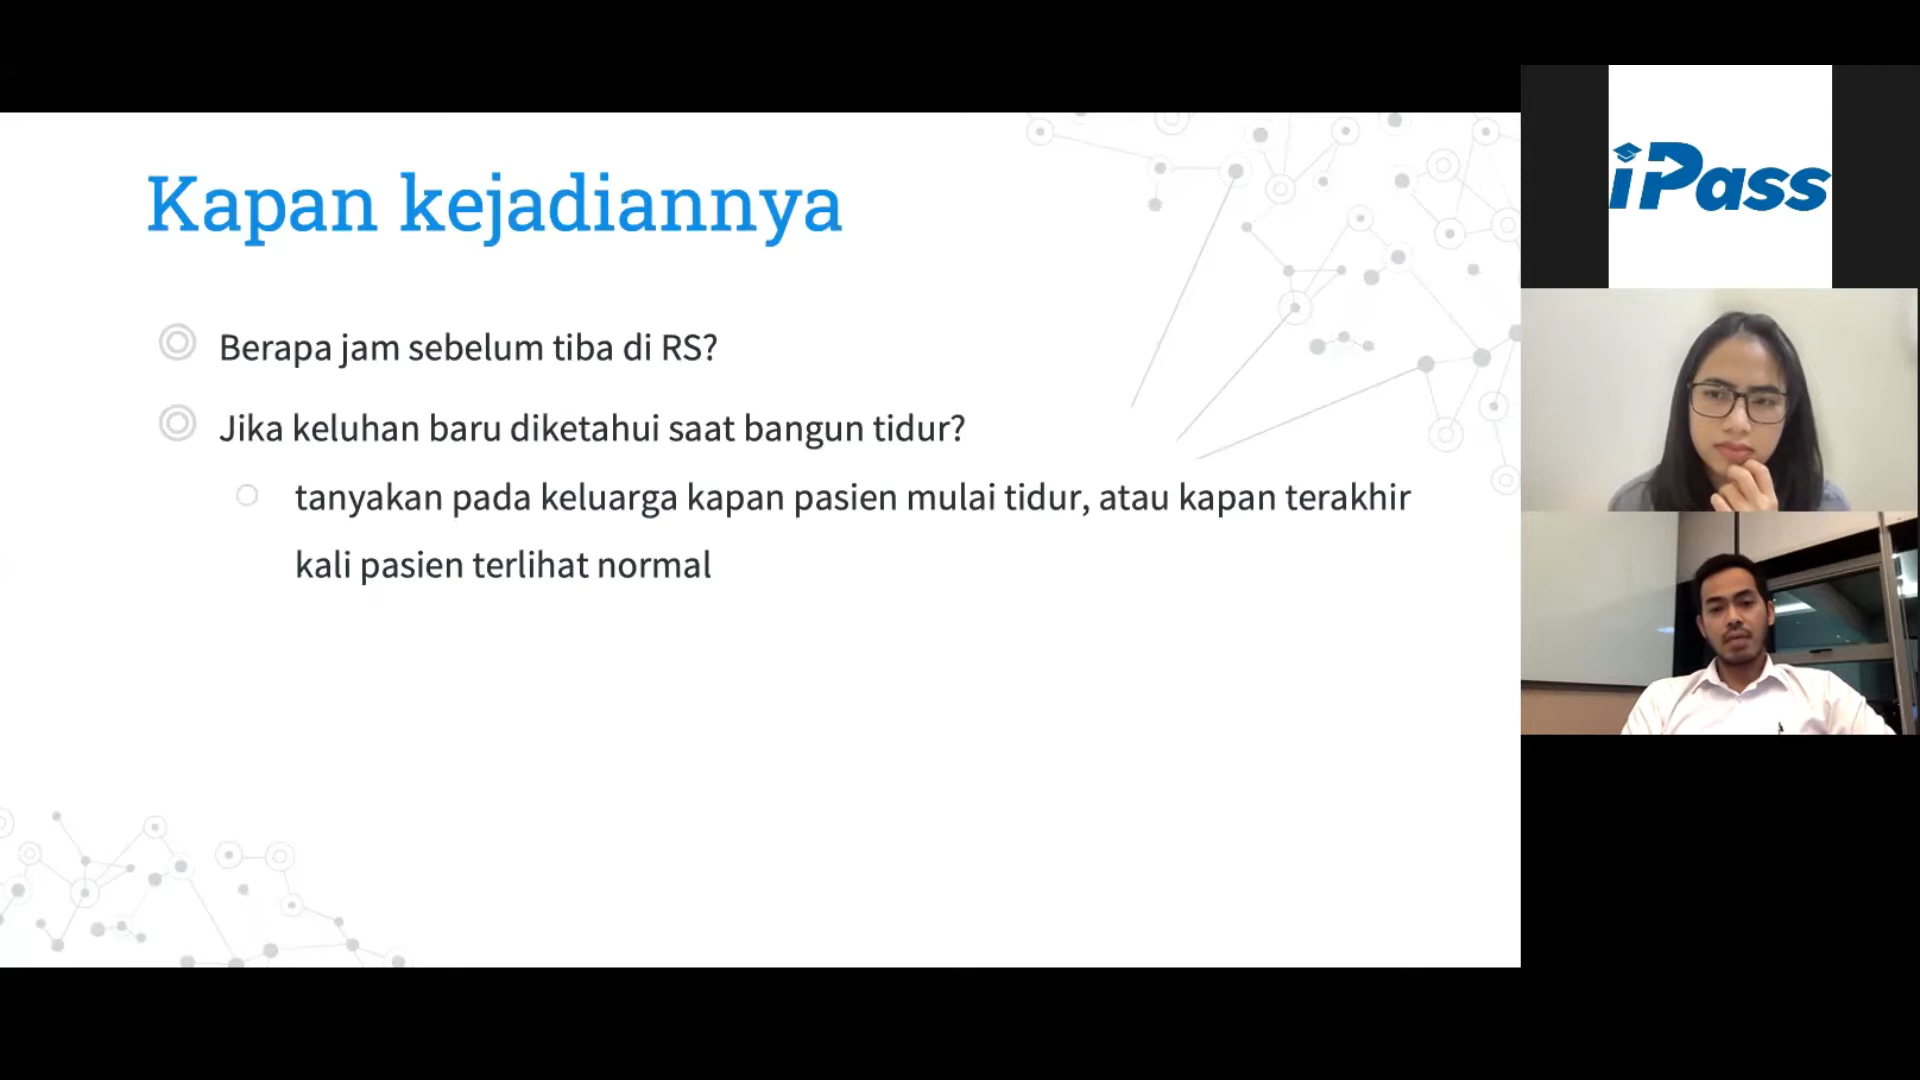 Kapan kejadiannya
Berapa jam sebelum tiba di RS?
Jika keluhan baru diketahui saat bangun tidur?
tanyakan pada keluarga kapan pasien mulai tidur, atau kapan terakhir
kali pasien terlihat normal
iPass